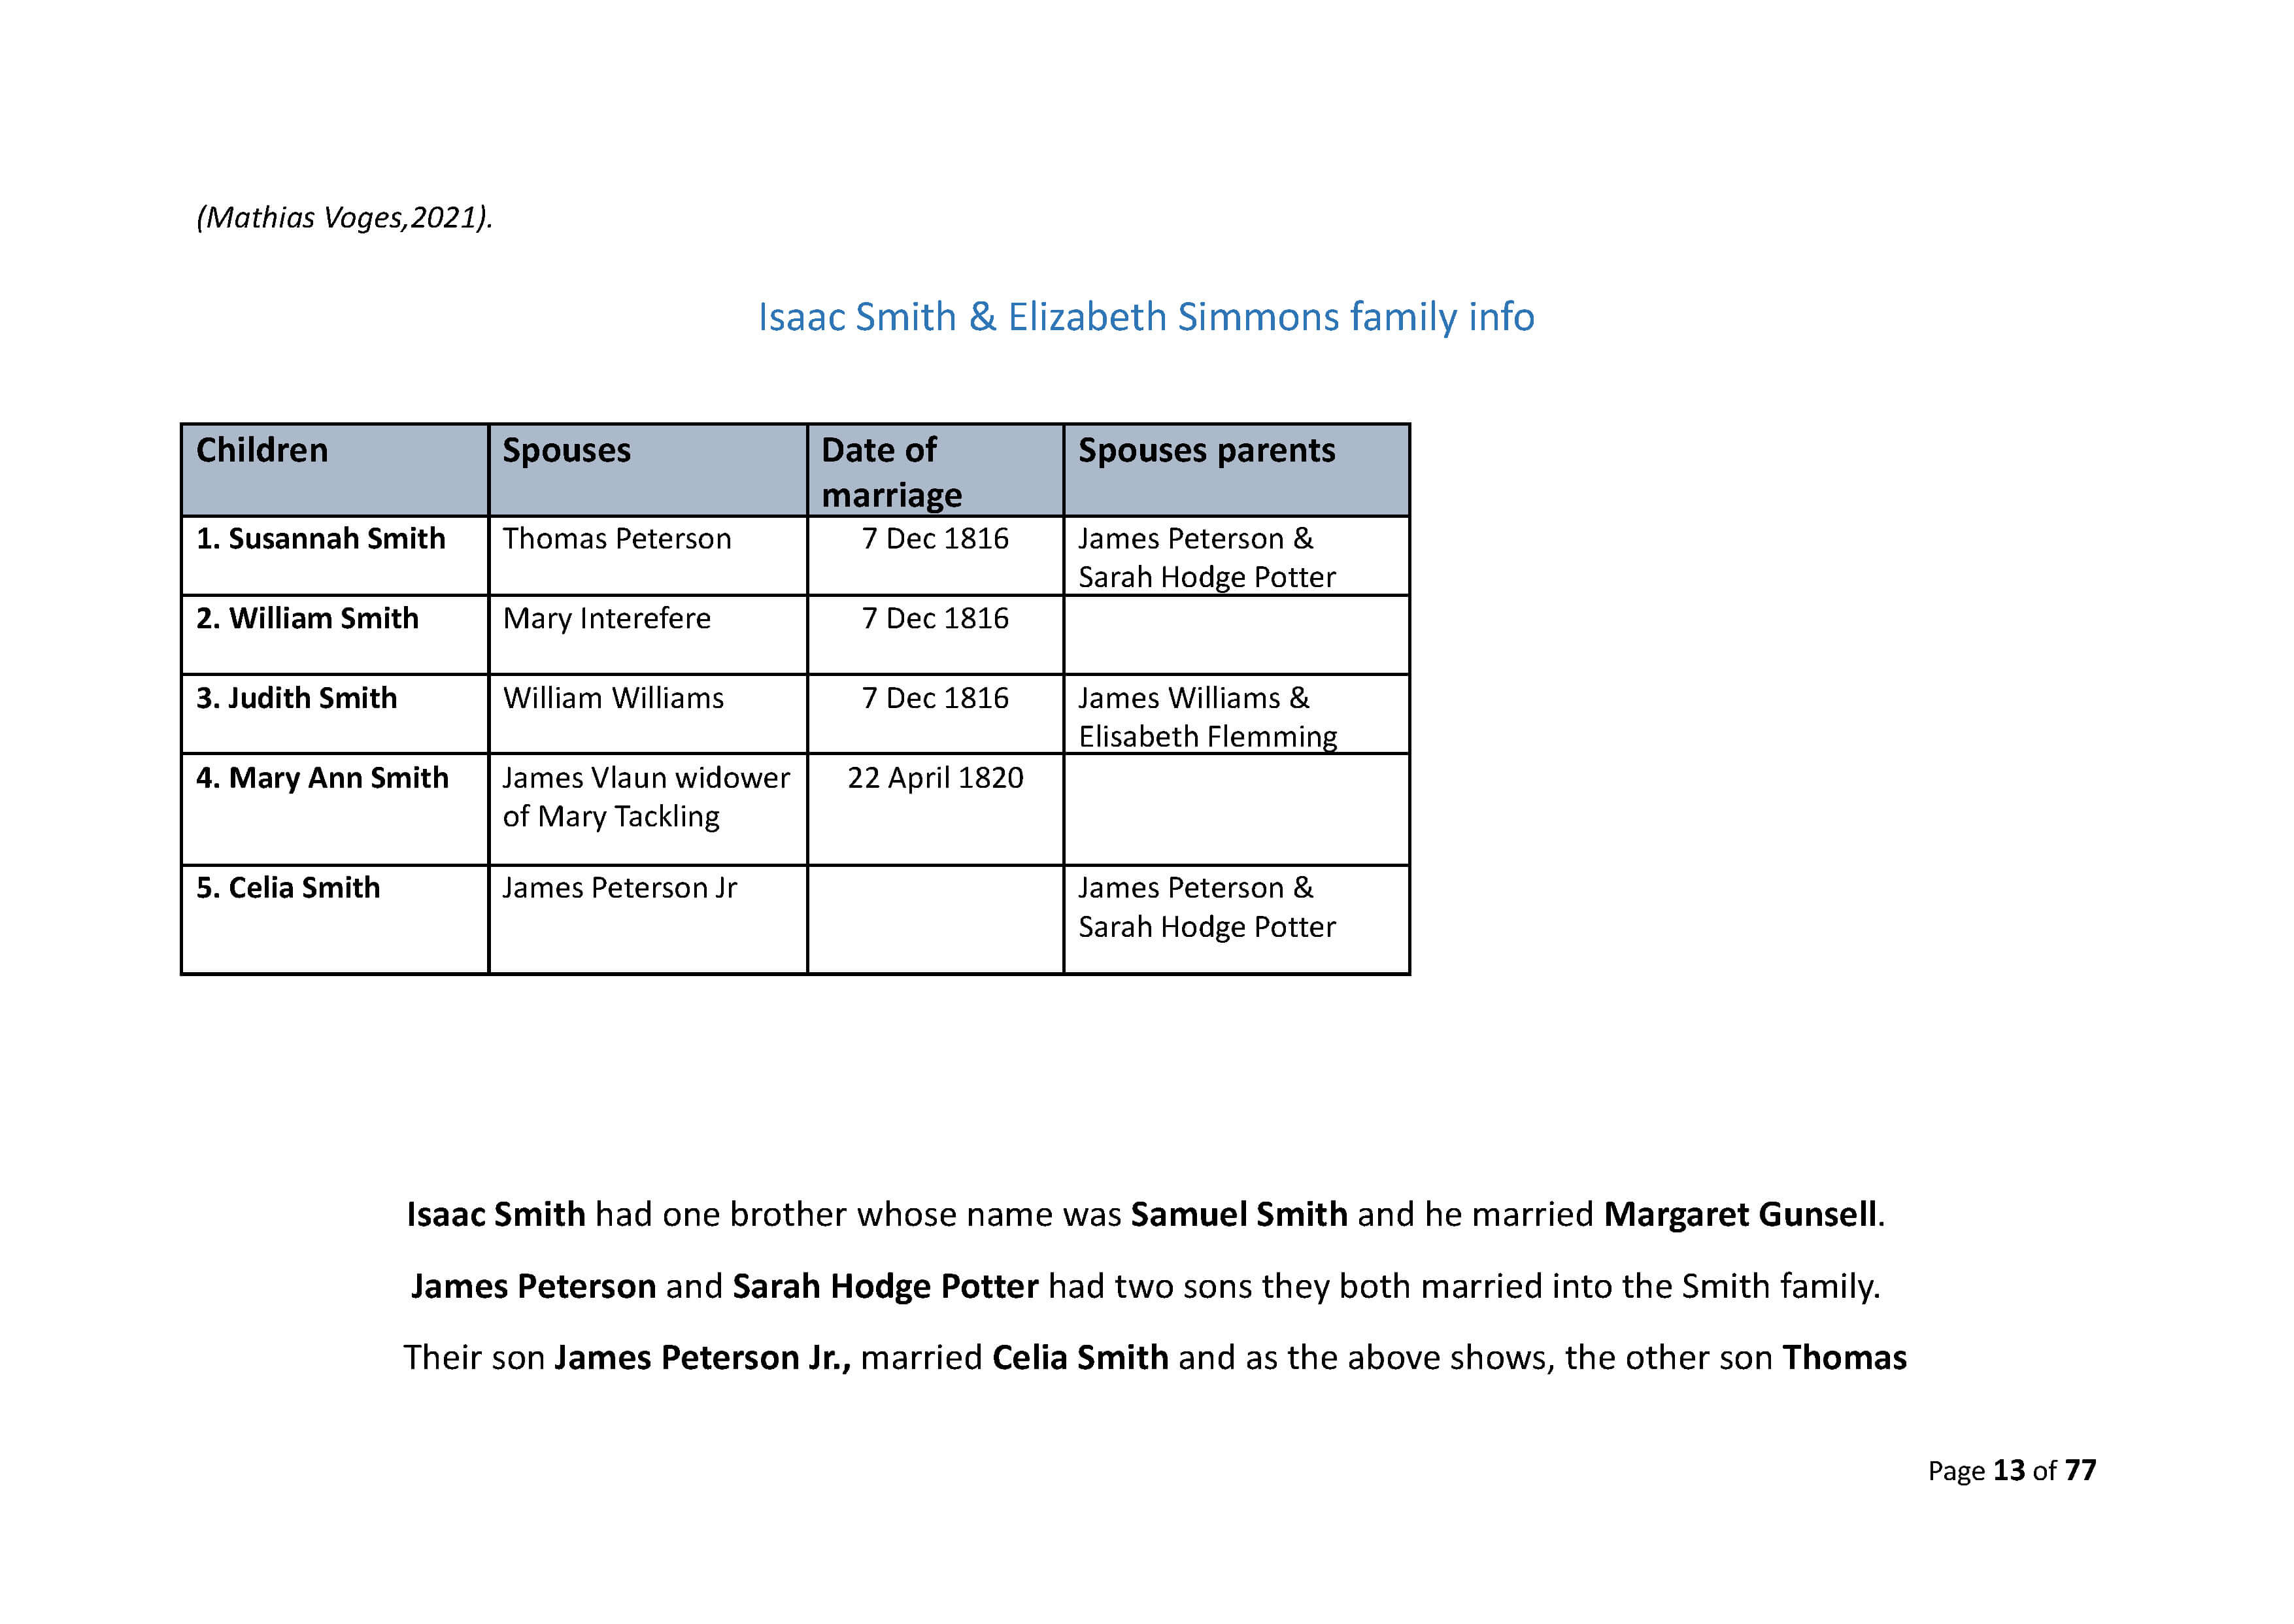 (Mathias Voges,2021).
Isaac Smith & Elizabeth Simmons family info
Children Spouses Date of marriage Spouses parents
1. Susannah Smith Thomas Peterson 7 Dec 1816 James Peterson & Sarah Hodge Potter
2. William Smith Mary Interefere 7 Dec 1816
3. Judith Smith William Williams 7 Dec 1816 James Williams & Elisabeth Flemming
4. Mary Ann Smith James Vlaun widower of Mary Tackling 22 April 1820
5. Celia Smith James Peterson Jr James Peterson & Sarah Hodge Potter
Isaac Smith had one brother whose name was Samuel Smith and he married Margaret Gunsell.
James Peterson and Sarah Hodge Potter had two sons they both married into the Smith family.
Their son James Peterson Jr., married Celia Smith and as the above shows, the other son Thomas
Page 13 of 77